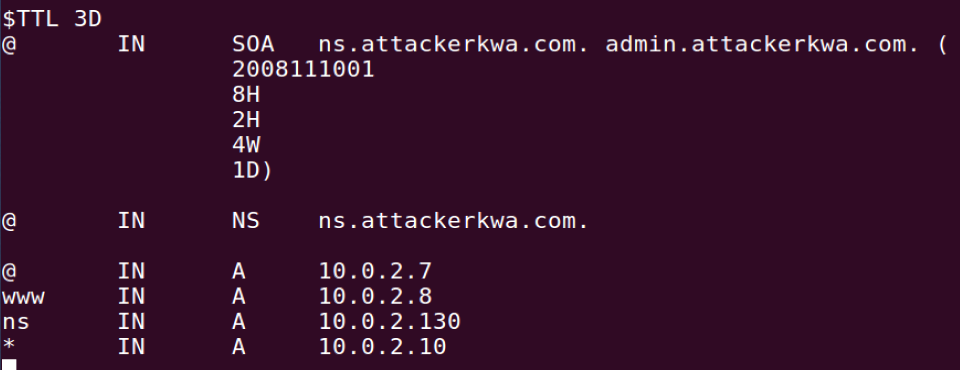 $TTL 3D
@ IN SOA ns.attackerkwa.com. admin.attackerkwa.com. (
2008111001
8H
2H
4W
1D)
@ IN NS ns.attackerkwa.com.
@ IN A 10.0.2.7
www IN A 10.0.2.8
ns IN A 10.0.2.130
* IN A 10.0.2.10